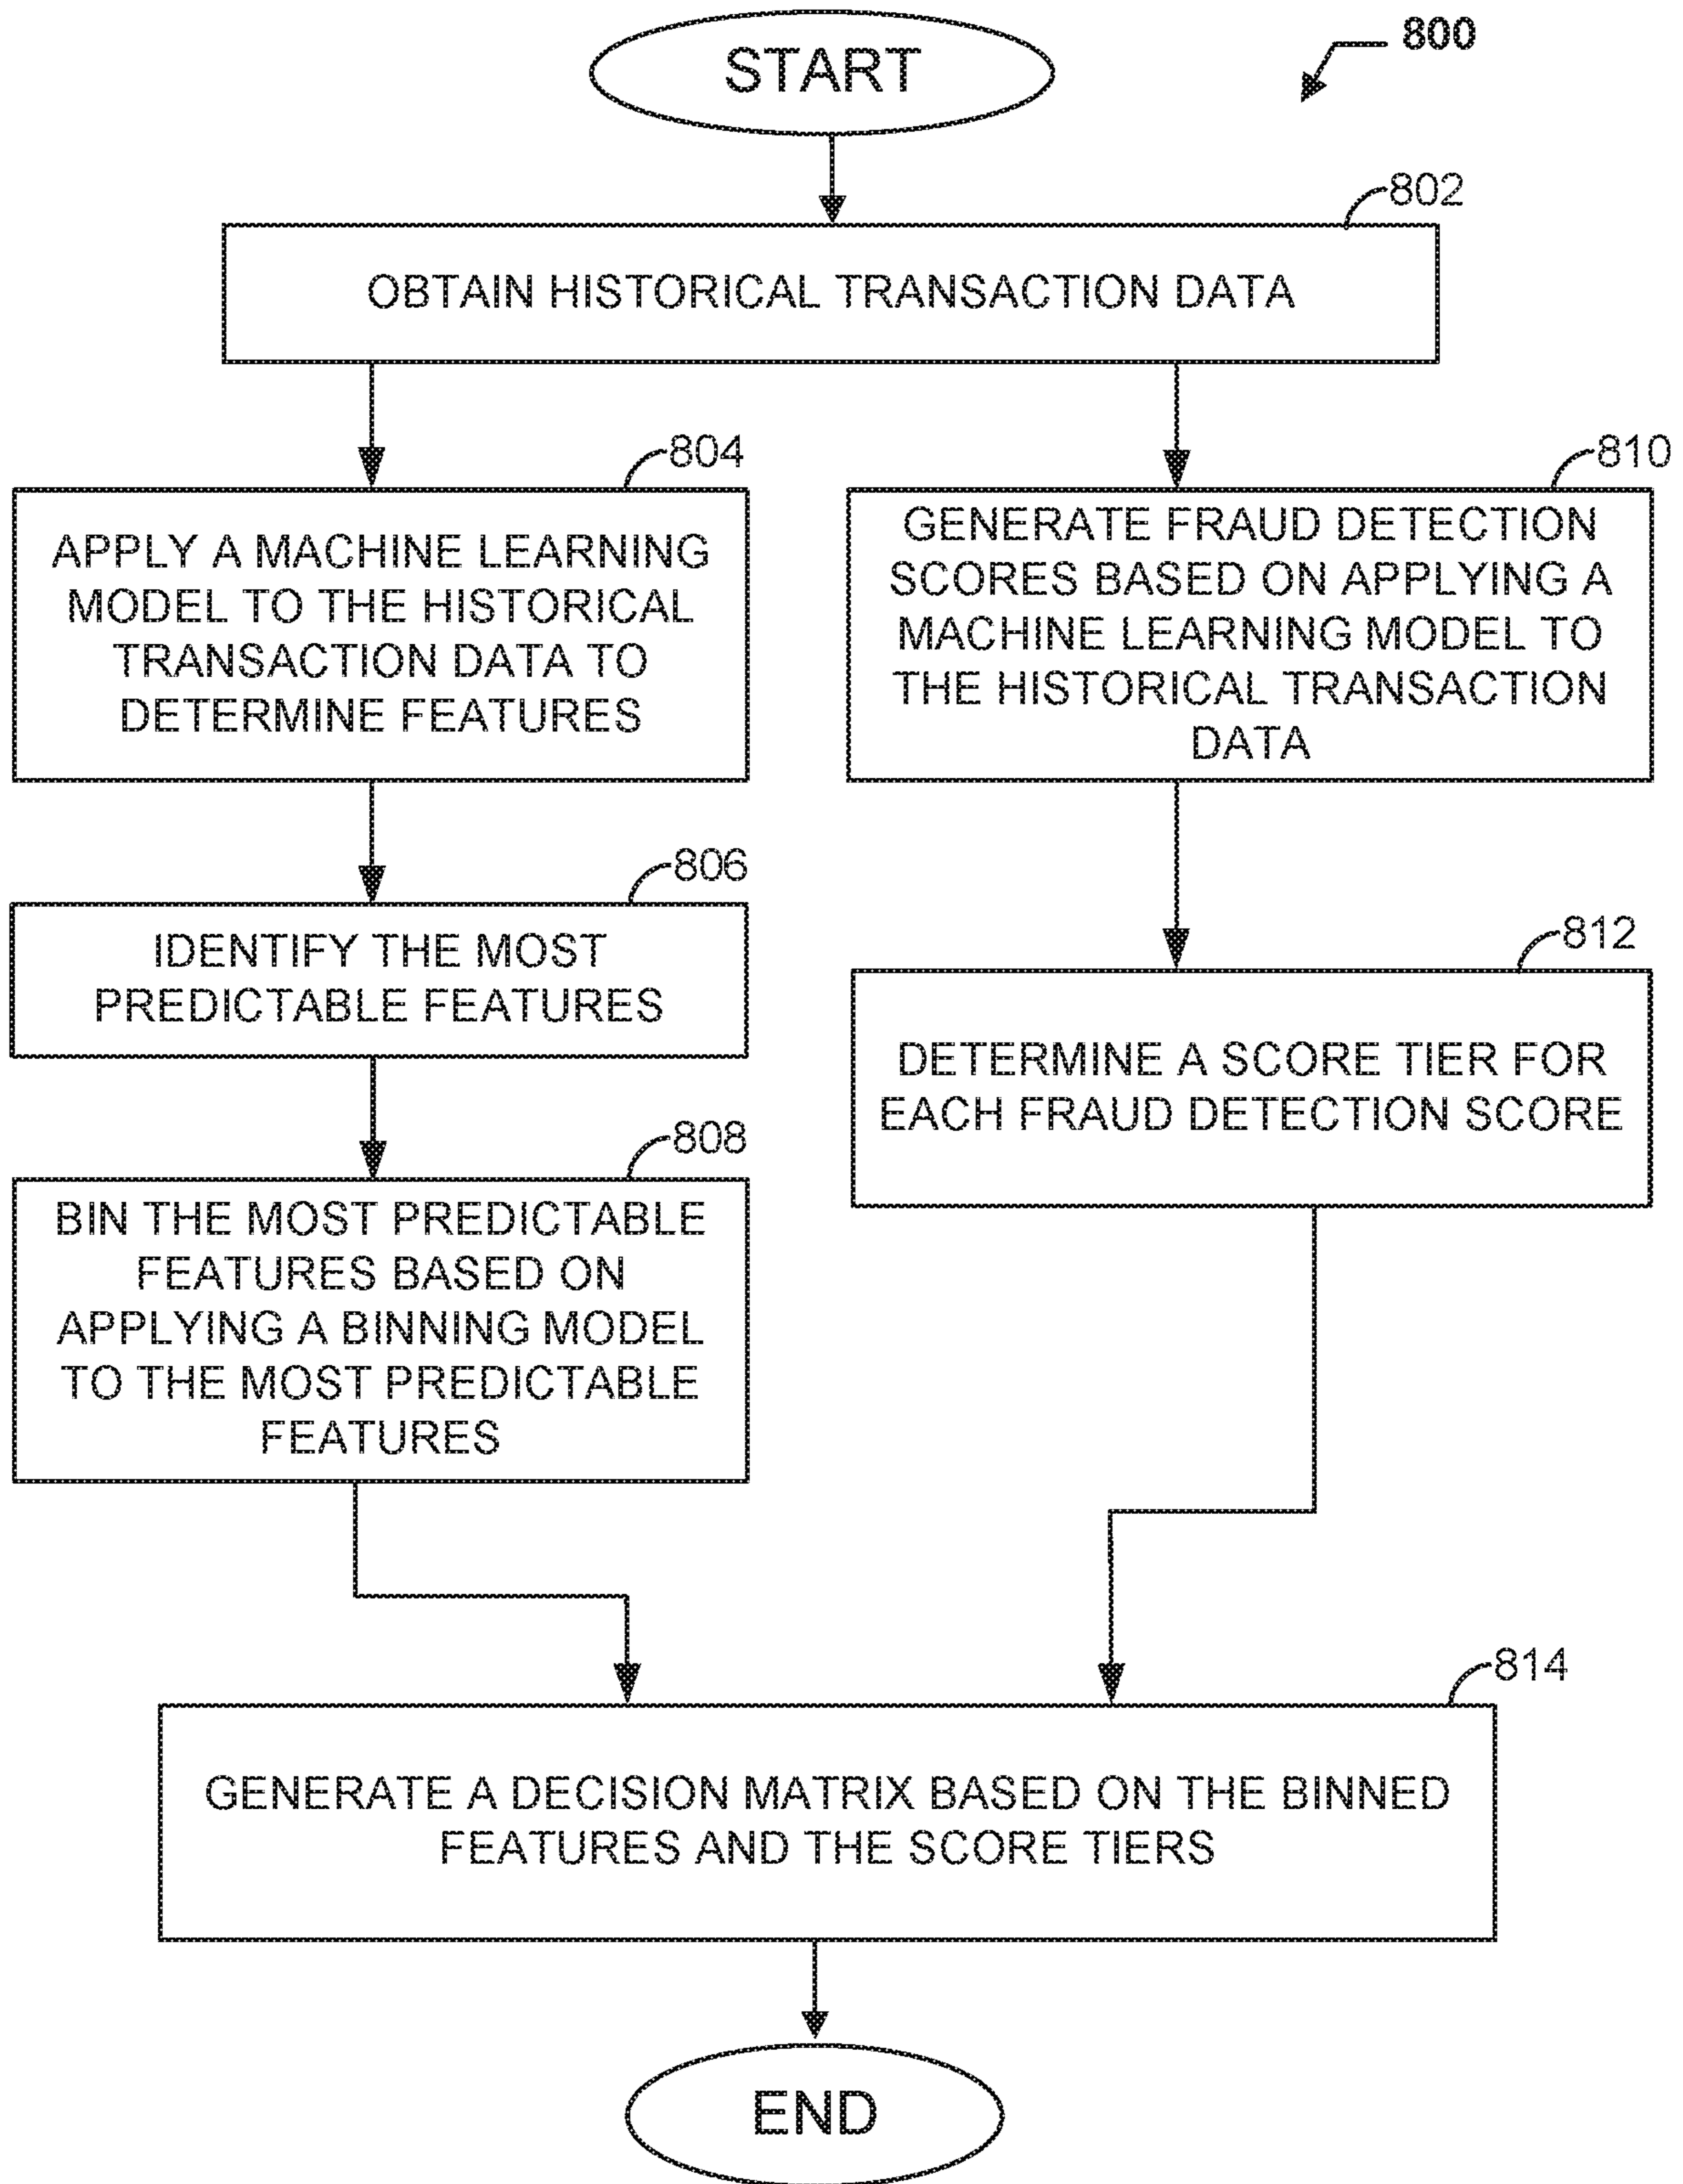 START
800
802
OBTAIN HISTORICAL TRANSACTION DATA
804
APPLY A MACHINE LEARNING
MODEL TO THE HISTORICAL
TRANSACTION DATA TO
DETERMINE FEATURES
810
GENERATE FRAUD DETECTION
SCORES BASED ON APPLYING A
MACHINE LEARNING MODEL TO
THE HISTORICAL TRANSACTION
DATA
806
IDENTIFY THE MOST
PREDICTABLE FEATURES
812
DETERMINE A SCORE TIER FOR
EACH FRAUD DETECTION SCORE
808
BIN THE MOST PREDICTABLE
FEATURES BASED ON
APPLYING A BINNING MODEL
TO THE MOST PREDICTABLE
FEATURES
814
GENERATE A DECISION MATRIX BASED ON THE BINNED
FEATURES AND THE SCORE TIERS
END